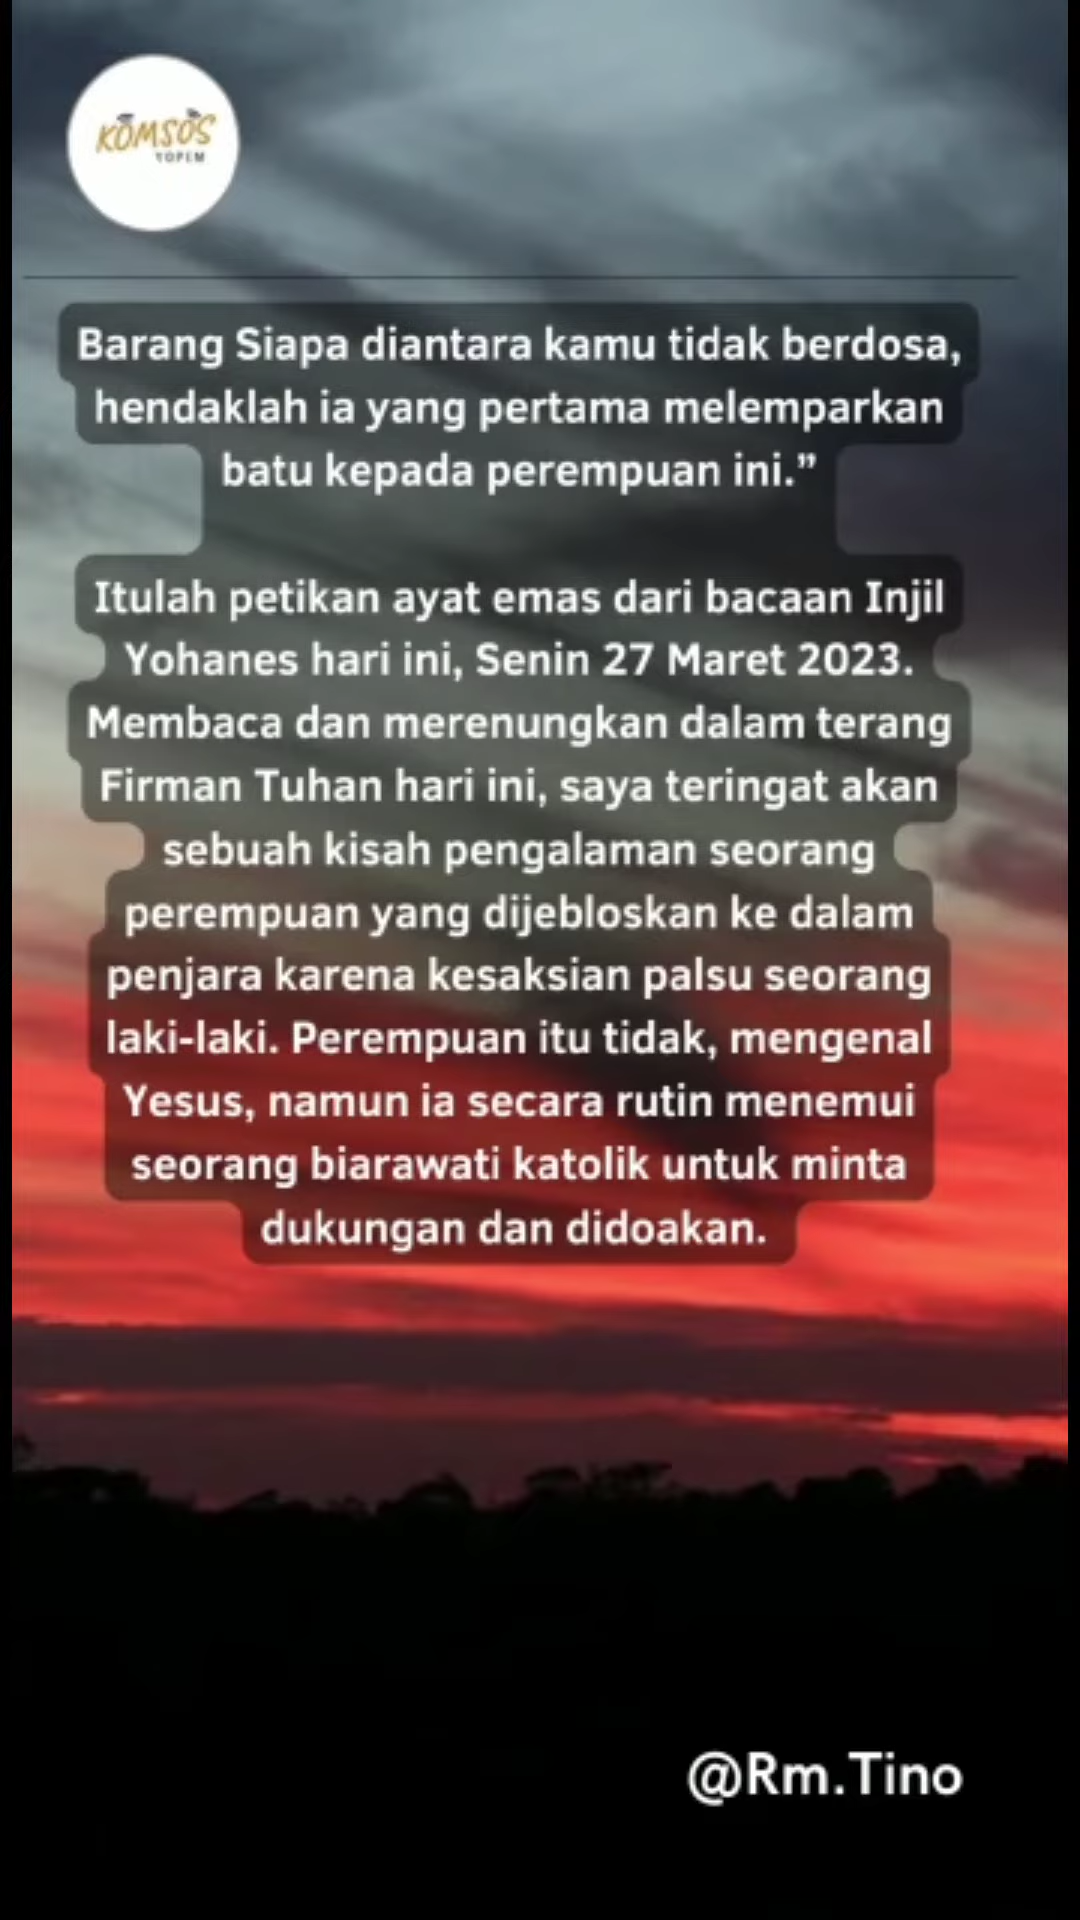 KOMSOS
YOPEM
Barang Siapa diantara kamu tidak berdosa,
hendaklah ia yang pertama melemparkan
batu kepada perempuan ini.”
Itulah petikan ayat emas dari bacaan Injil
Yohanes hari ini, Senin 27 Maret 2023.
Membaca dan merenungkan dalam terang
Firman Tuhan hari ini, saya teringat akan
sebuah kisah pengalaman seorang
perempuan yang dijebloskan ke dalam
penjara karena kesaksian palsu seorang
laki-laki. Perempuan itu tidak, mengenal
Yesus, namun ia secara rutin menemui
seorang biarawati katolik untuk minta
dukungan dan didoakan.
@Rm.Tino